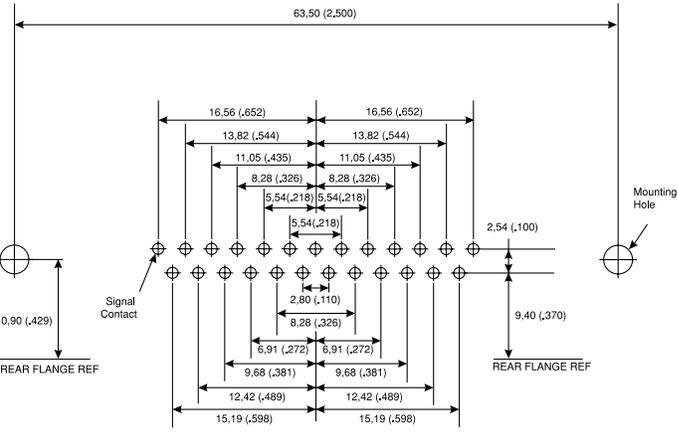 63,50 (2,500)
16,56 (.652) 16,56 (.652)
13,82 (.544) 13,82 (.544)
11,05 (.435) 11,05 (.435)
8,28 (.326) 8,28 (.326)
5,54(.218) 5,54(.218)
5,54(.218)
Mounting
Hole
2,54 (.100)
Signal
Contact
2,80 (.110)
0,90 (.429)
9,40 (.370)
8,28 (.326)
6,91 (.272) 6,91 (.272)
REAR FLANGE REF
REAR FLANGE REF
9,68 (.381) 9,68 (.381)
12,42 (.489) 12,42 (.489)
15,19 (.598) 15,19 (.598)